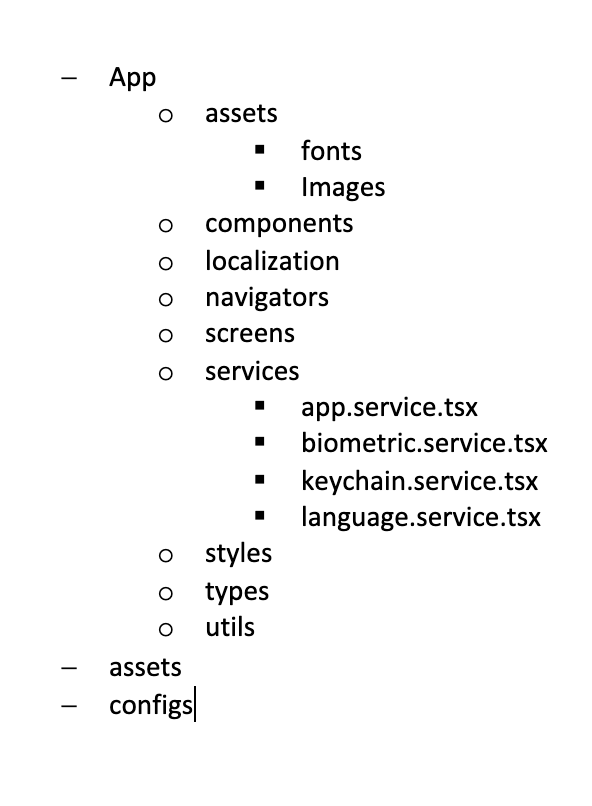 – App
o assets
▪ fonts
▪ Images
o components
o localization
o navigators
o screens
o services
▪ app.service.tsx
▪ biometric.service.tsx
▪ keychain.service.tsx
▪ language.service.tsx
o styles
o types
o utils
– assets
– configs